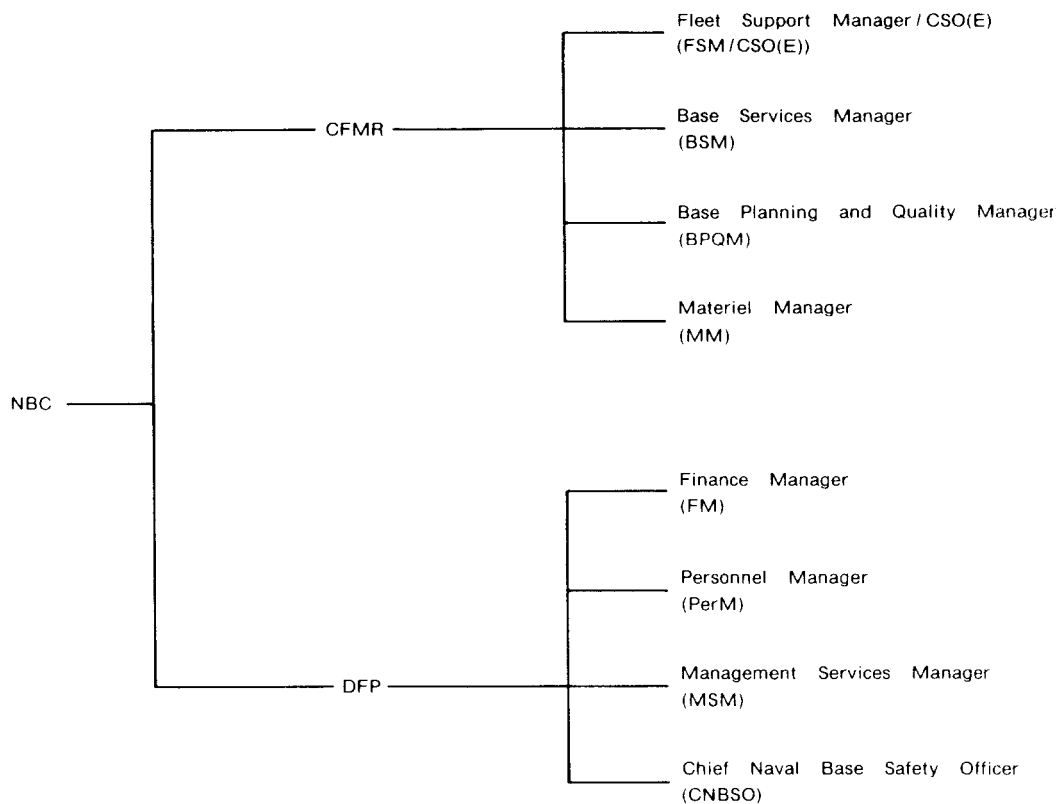 Fleet Support Manager / CSO(E)
(FSM / CSO(E))
CFMR
Base Services Manager
(BSM)
Base Planning and Quality Manager
(BPQM)
Materiel Manager
(MM)
NBC
Finance Manager
(FM)
Personnel Manager
(PerM)
DFP
Management Services Manager
(MSM)
Chief Naval Base Safety Officer
(CNBSO)